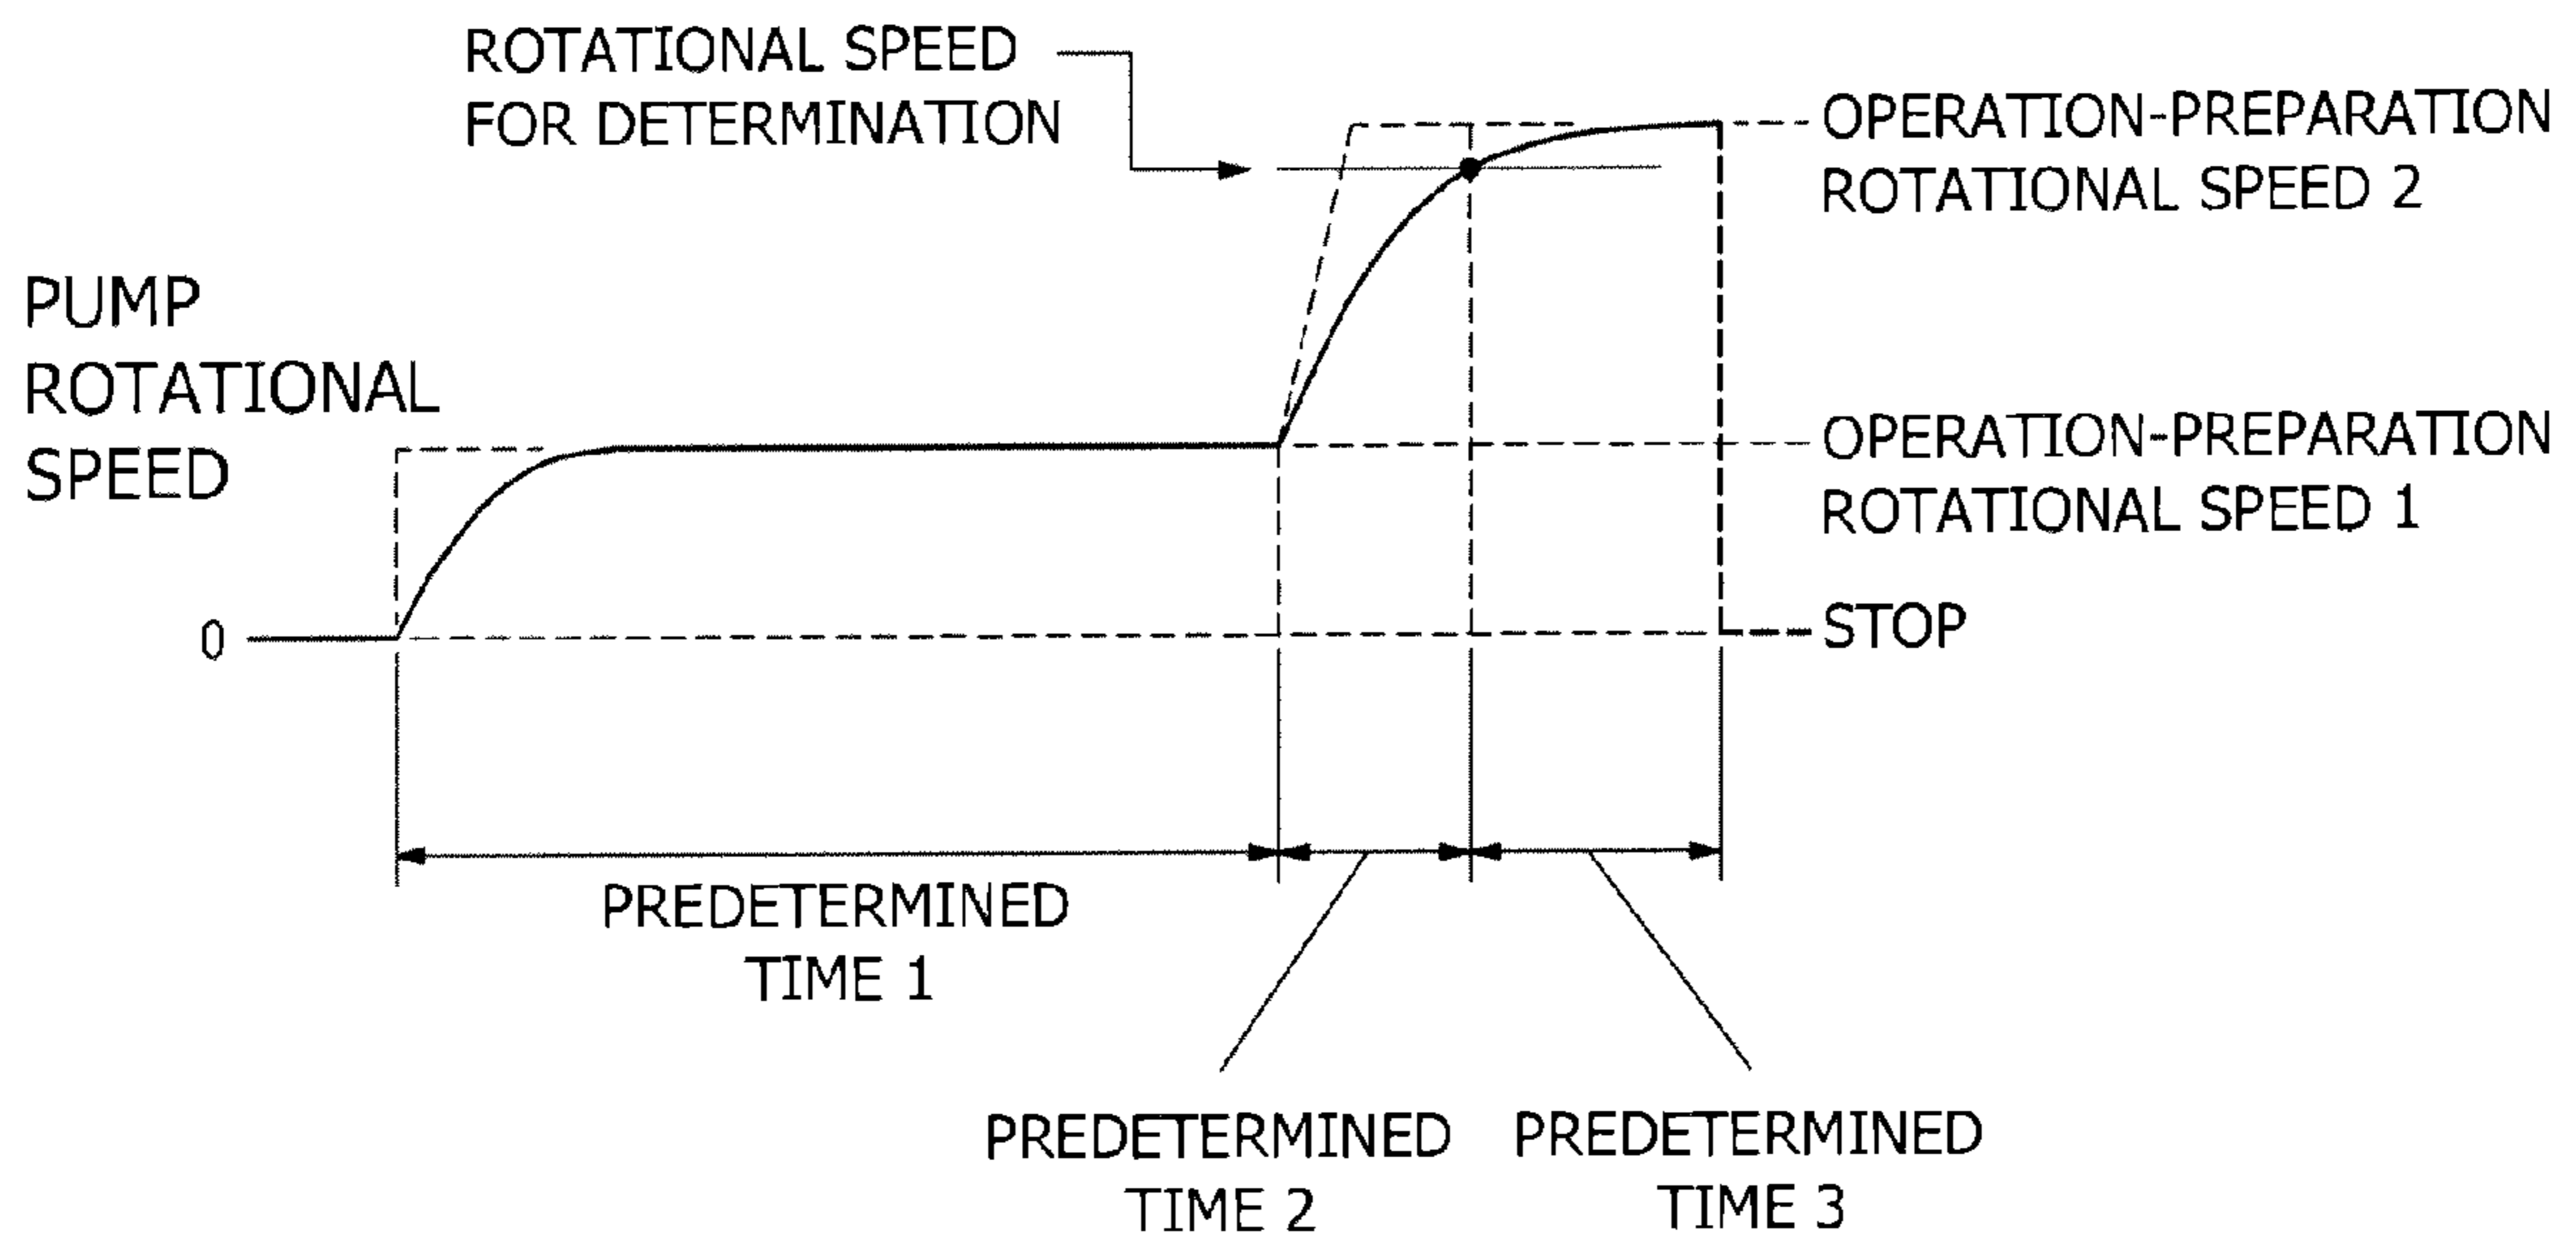 ROTATIONAL SPEED
FOR DETERMINATION
OPERATION-PREPARATION
ROTATIONAL SPEED 2
PUMP
ROTATIONAL
SPEED
OPERATION-PREPARATION
ROTATIONAL SPEED 1
0
STOP
PREDETERMINED
TIME 1
PREDETERMINED
TIME 2
PREDETERMINED
TIME 3